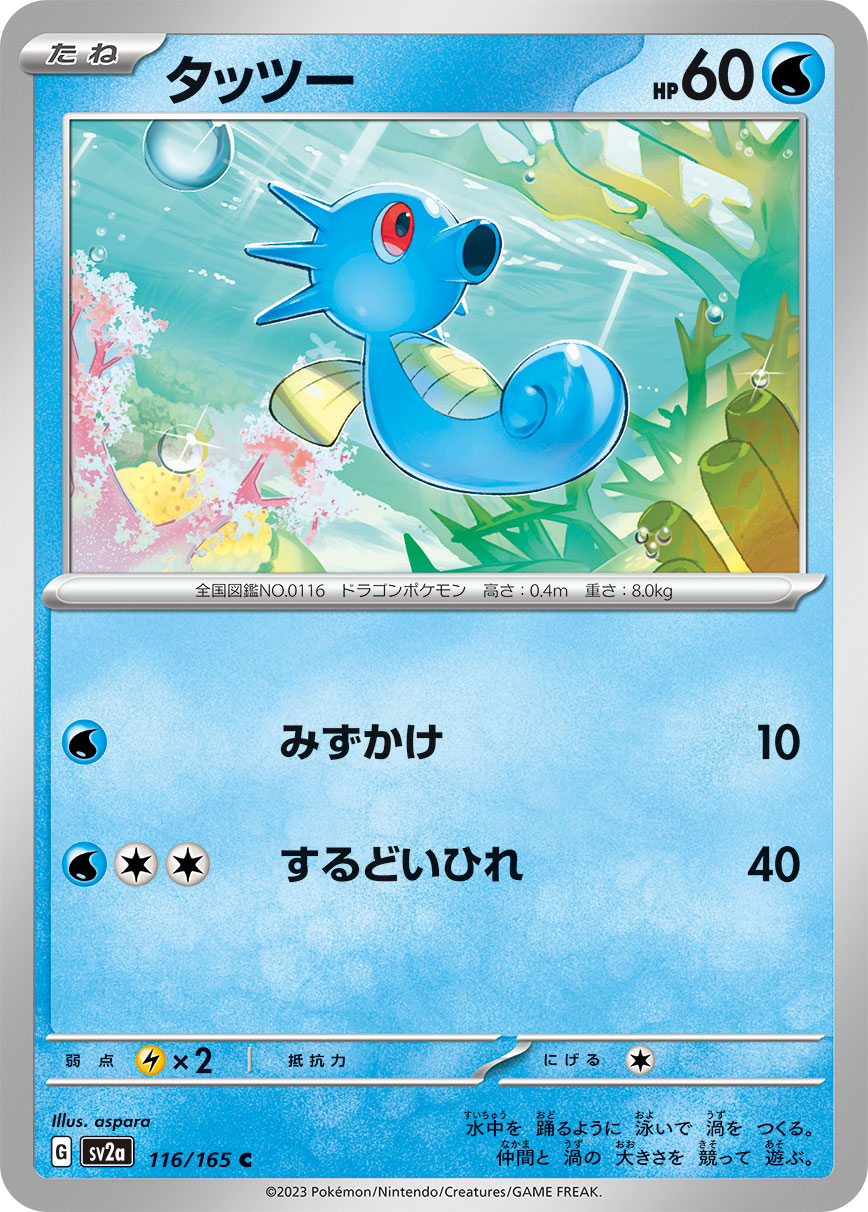 たね タッツー HP60
全国図鑑NO.0116 ドラゴンポケモン 高さ:0.4m 重さ:8.0kg
みずかけ 10
するどいひれ 40
弱点 ×2 抵抗力 にげる
Illus. aspara
水中を 踊るように 泳いで 渦を つくる。
仲間と 渦の 大きさを 競って 遊ぶ。
G sv2a 116/165 C
©2023 Pokémon/Nintendo/Creatures/GAME FREAK.